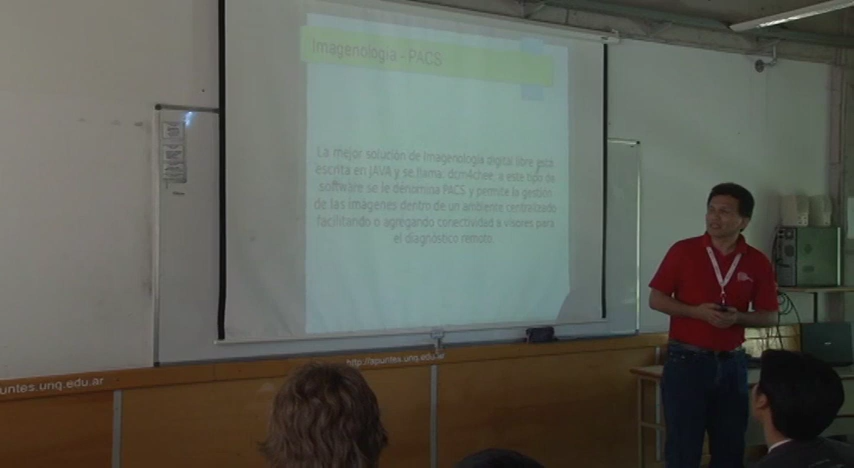 Imagenología - PACS
La mejor solución de Imagenología digital libre está
escrita en JAVA y se llama: dcm4chee, a este tipo de
software se le denomina PACS y permite la gestión
de las imágenes dentro de un ambiente centralizado
facilitando o agregando conectividad a visores para
el diagnóstico remoto.
http://apuntes.unq.edu.ar
untes.unq.edu.ar